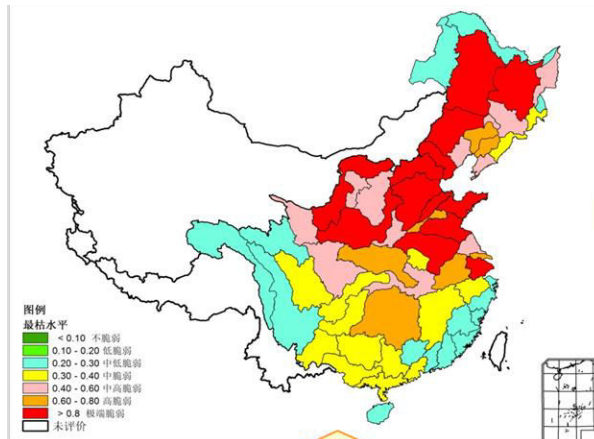 图例
最枯水平
< 0.10 不脆弱
0.10 - 0.20 低脆弱
0.20 - 0.30 中低脆弱
0.30 - 0.40 中脆弱
0.40 - 0.60 中高脆弱
0.60 - 0.80 高脆弱
> 0.8 极端脆弱
未评价